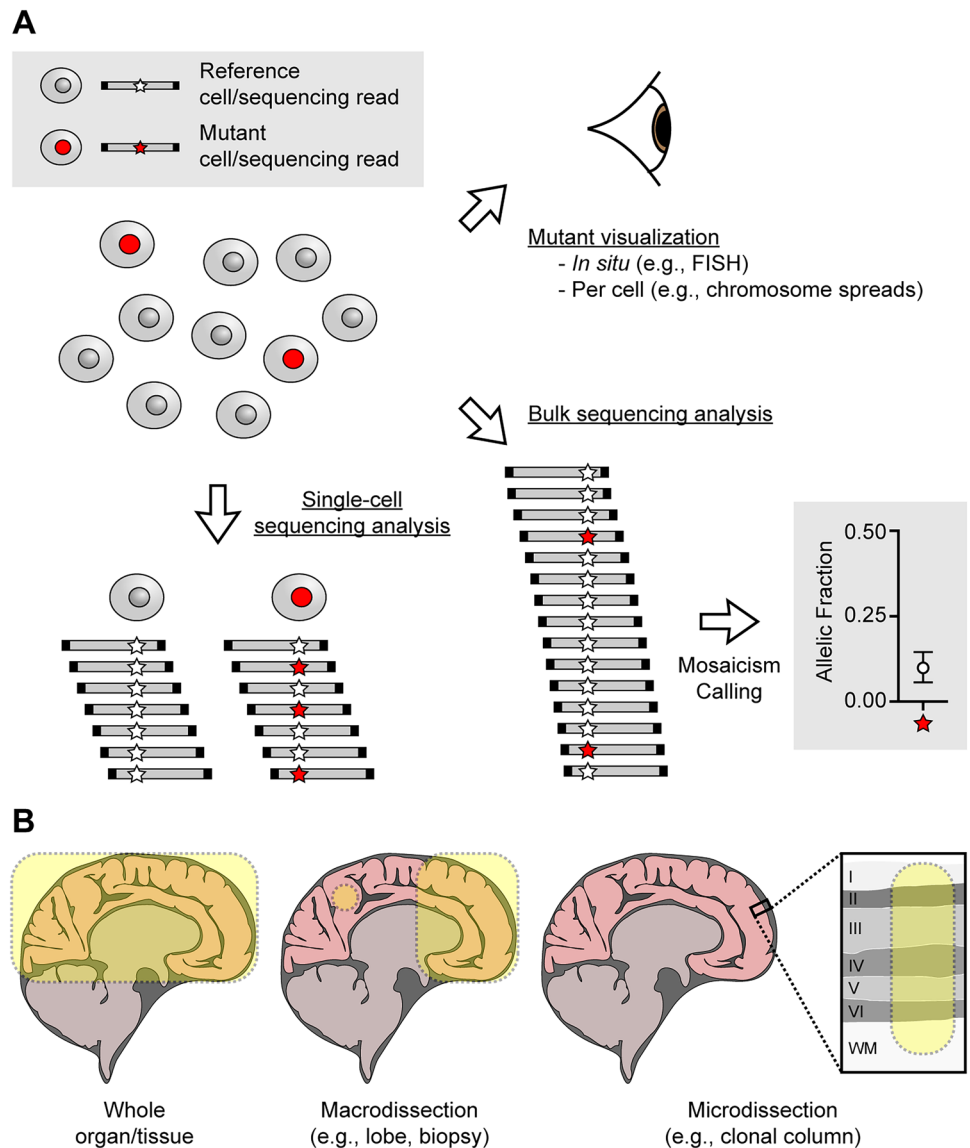 A
Reference
cell/sequencing read
Mutant
cell/sequencing read
Mutant visualization
- In situ (e.g., FISH)
- Per cell (e.g., chromosome spreads)
Bulk sequencing analysis
Single-cell
sequencing analysis
Mosaicism
Calling
Allelic Fraction
0.50
0.25
0.00
B
I
II
III
IV
V
VI
WM
Whole
organ/tissue
Macrodissection
(e.g., lobe, biopsy)
Microdissection
(e.g., clonal column)